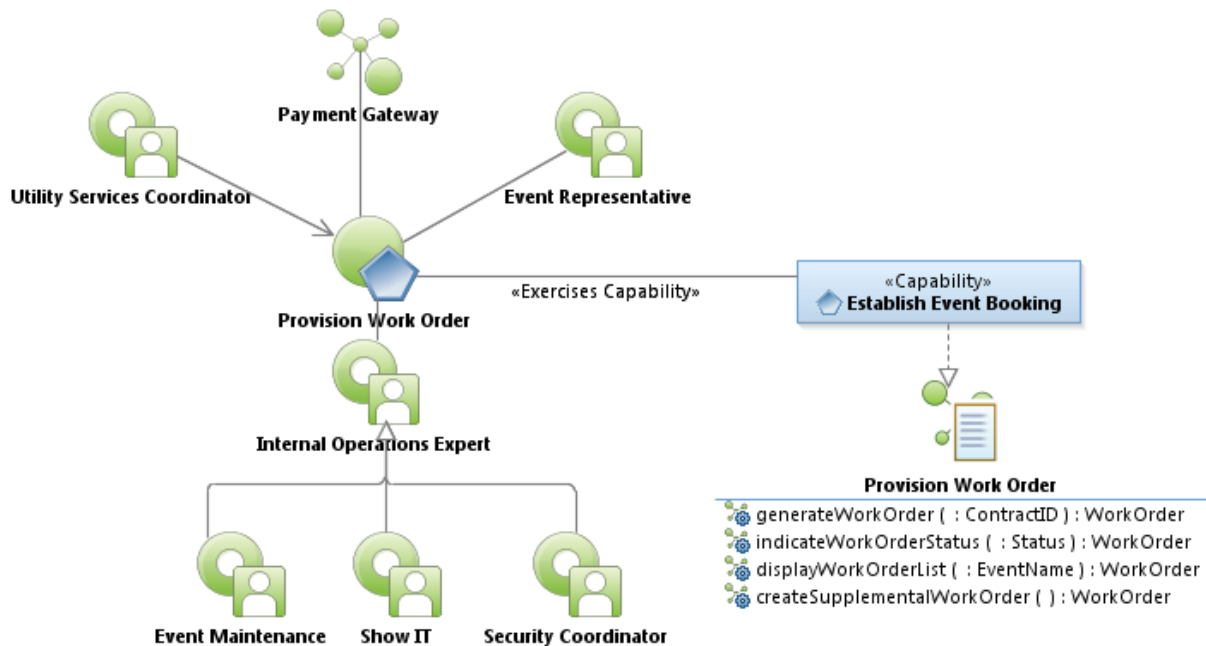 Payment Gateway
Utility Services Coordinator
Event Representative
«Exercises Capability»
«Capability»
Establish Event Booking
Provision Work Order
Internal Operations Expert
Provision Work Order
generateWorkOrder ( : ContractID ) : WorkOrder
indicateWorkOrderStatus ( : Status ) : WorkOrder
displayWorkOrderList ( : EventName ) : WorkOrder
createSupplementalWorkOrder ( ) : WorkOrder
Event Maintenance
Show IT
Security Coordinator